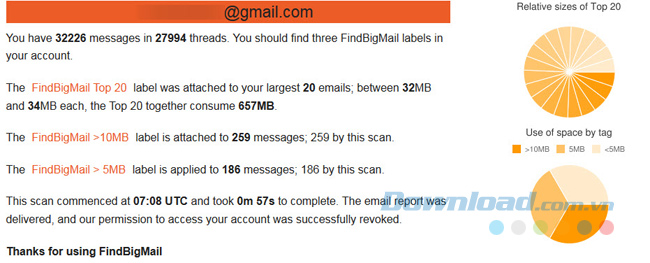 @gmail.com
You have 32226 messages in 27994 threads. You should find three FindBigMail labels in
your account.
The FindBigMail Top 20 label was attached to your largest 20 emails; between 32MB
and 34MB each, the Top 20 together consume 657MB.
The FindBigMail >10MB label is attached to 259 messages; 259 by this scan.
The FindBigMail > 5MB label is applied to 186 messages; 186 by this scan.
This scan commenced at 07:08 UTC and took 0m 57s to complete. The email report was
delivered, and our permission to access your account was successfully revoked.
Thanks for using FindBigMail
Relative sizes of Top 20
Use of space by tag
>10MB 5MB <5MB
Download.com.vn